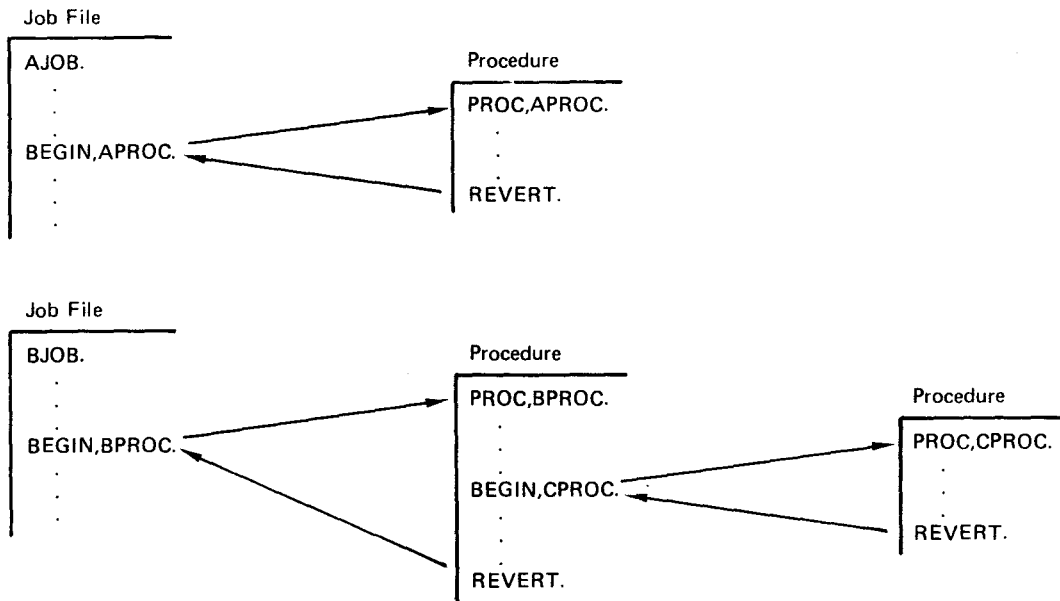 Job File
AJOB.
.
.
.
BEGIN,APROC.
.
.
.
Procedure
PROC,APROC.
.
.
.
REVERT.
Job File
BJOB.
.
.
.
BEGIN,BPROC.
.
.
.
.
Procedure
PROC,BPROC.
.
.
.
BEGIN,CPROC.
.
.
.
.
REVERT.
Procedure
PROC,CPROC.
.
.
.
REVERT.